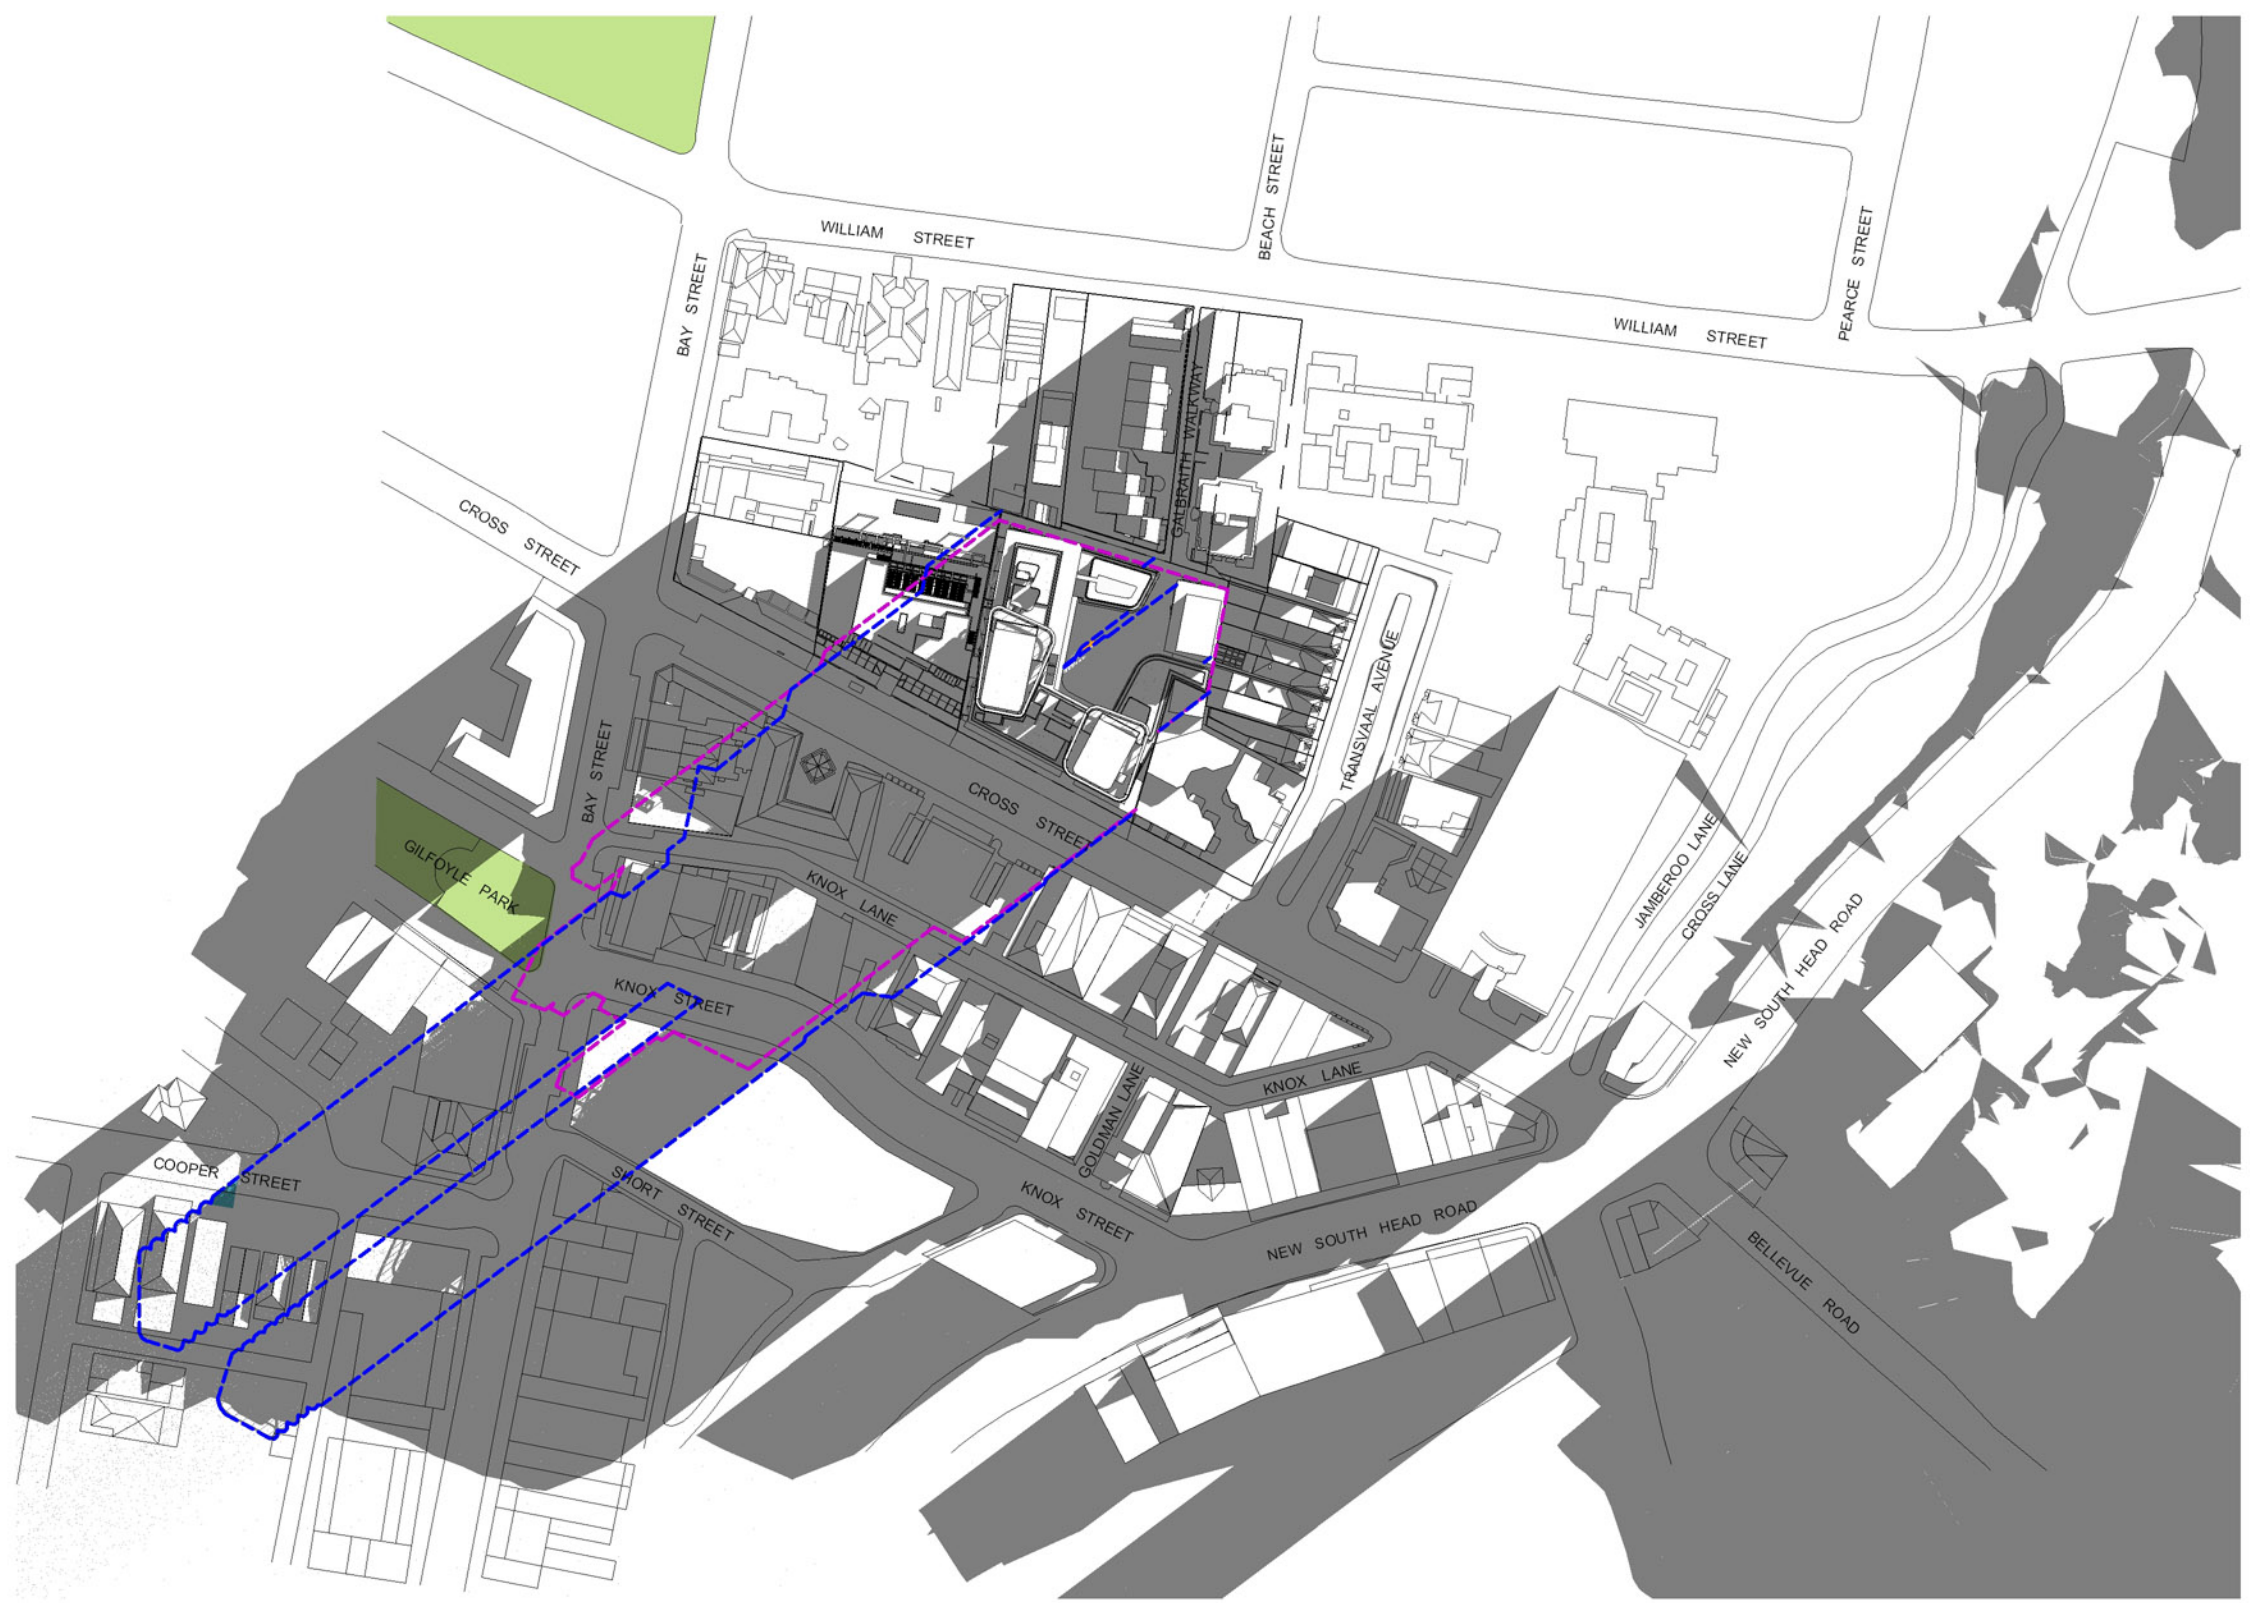 WILLIAM STREET
BEACH STREET
PEARCE STREET
BAY STREET
WILLIAM STREET
GALBRAITH WALKWAY
CROSS STREET
TRANSVAAL AVENUE
BAY STREET
CROSS STREET
JAMBEROO LANE
CROSS LANE
GILFOYLE PARK
KNOX LANE
NEW SOUTH HEAD ROAD
KNOX STREET
KNOX LANE
GOLDMAN LANE
COOPER STREET
SHORT STREET
KNOX STREET
NEW SOUTH HEAD ROAD
BELLEVUE ROAD